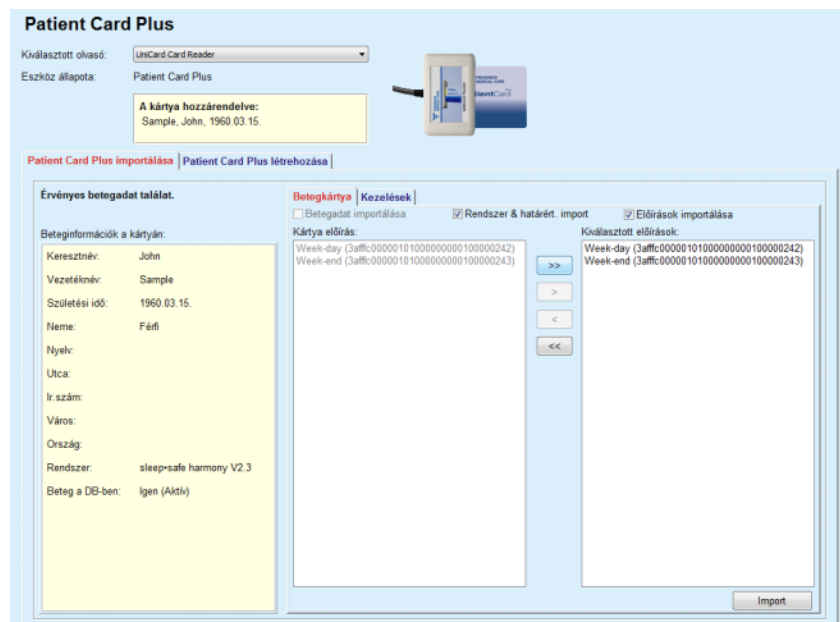 Patient Card Plus
Kiválasztott olvasó: UniCard Card Reader
Eszköz állapota: Patient Card Plus
A kártya hozzárendelve:
Sample, John, 1960.03.15.
Patient Card Plus importálása Patient Card Plus létrehozása
Érvényes betegadat találat.
Beteginformációk a kártyán:
Keresztnév: John
Vezetéknév: Sample
Születési idő: 1960.03.15.
Neme: Férfi
Nyelv:
Utca:
Ir.szám:
Város:
Ország:
Rendszer: sleep•safe harmony V2.3
Beteg a DB-ben: Igen (Aktív)
Betegkártya Kezelések
Betegadat importálása Rendszer & határért. import Előírások importálása
Kártya előírás:
Week-day (3afffc00000101000000000100000242)
Week-end (3afffc00000101000000000100000243)
>>
>
<
<<
Kiválasztott előírások:
Week-day (3afffc00000101000000000100000242)
Week-end (3afffc00000101000000000100000243)
Import